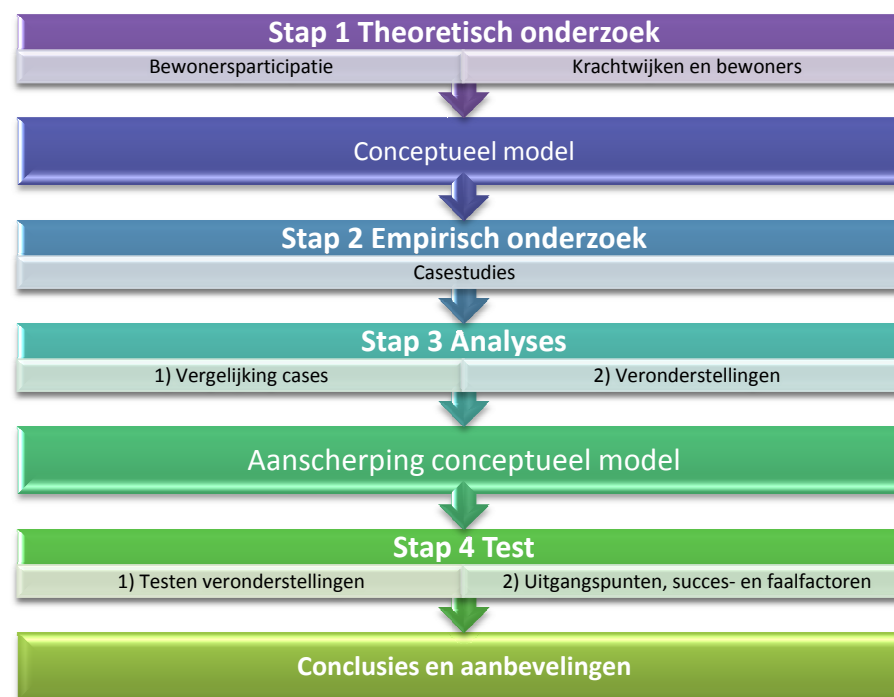 Stap 1 Theoretisch onderzoek
Bewonersparticipatie
Krachtwijken en bewoners
Conceptueel model
Stap 2 Empirisch onderzoek
Casestudies
Stap 3 Analyses
1) Vergelijking cases
2) Veronderstellingen
Aanscherping conceptueel model
Stap 4 Test
1) Testen veronderstellingen
2) Uitgangspunten, succes- en faalfactoren
Conclusies en aanbevelingen